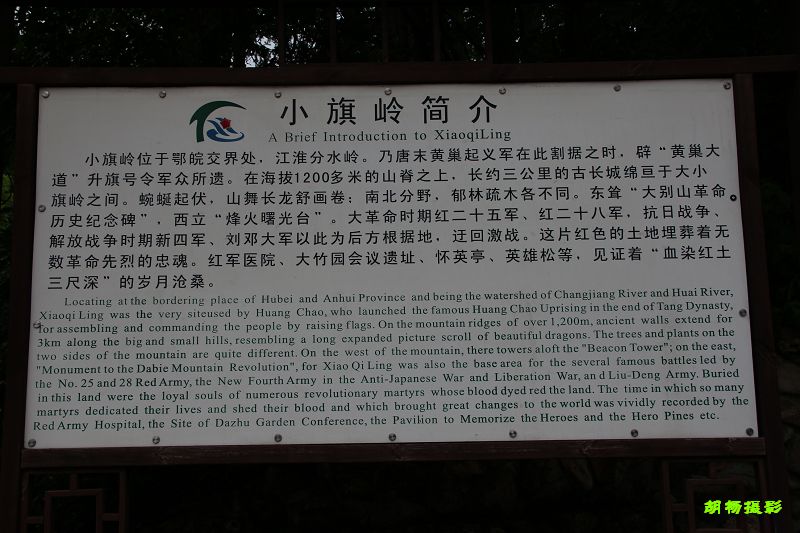 小旗岭简介
A Brief Introduction to XiaoqiLing
小旗岭位于鄂皖交界处，江淮分水岭。乃唐末黄巢起义军在此割据之时，辟“黄巢大
道”升旗号令军众所遗。在海拔1200多米的山脊之上，长约三公里的古长城绵亘于大小
旗岭之间。蜿蜒起伏，山舞长龙舒画卷；南北分野，郁林疏木各不同。东耸“大别山革命
历史纪念碑”，西立“烽火曙光台”。大革命时期红二十五军、红二十八军，抗日战争、
解放战争时期新四军、刘邓大军以此为后方根据地，迂回激战。这片红色的土地埋葬着无
数革命先烈的忠魂。红军医院、大竹园会议遗址、怀英亭、英雄松等，见证着“血染红土
三尺深”的岁月沧桑。
Locating at the bordering place of Hubei and Anhui Province and being the watershed of Changjiang River and Huai River,
Xiaoqi Ling was the very siteused by Huang Chao, who launched the famous Huang Chao Uprising in the end of Tang Dynasty,
for assembling and commanding the people by raising flags. On the mountain ridges of over 1,200m, ancient walls extend for
3km along the big and small hills, resembling a long expanded picture scroll of beautiful dragons. The trees and plants on the
two sides of the mountain are quite different. On the west of the mountain, there towers aloft the "Beacon Tower"; on the east,
"Monument to the Dabie Mountain Revolution", for Xiao Qi Ling was also the base area for the several famous battles led by
the No. 25 and 28 Red Army, the New Fourth Army in the Anti-Japanese War and Liberation War, and Liu-Deng Army. Buried
in this land were the loyal souls of numerous revolutionary martyrs whose blood dyed red the land. The time in which so many
martyrs dedicated their lives and shed their blood and which brought great changes to the world was vividly recorded by the
Red Army Hospital, the Site of Dazhu Garden Conference, the Pavilion to Memorize the Heroes and the Hero Pines etc.
胡杨摄影